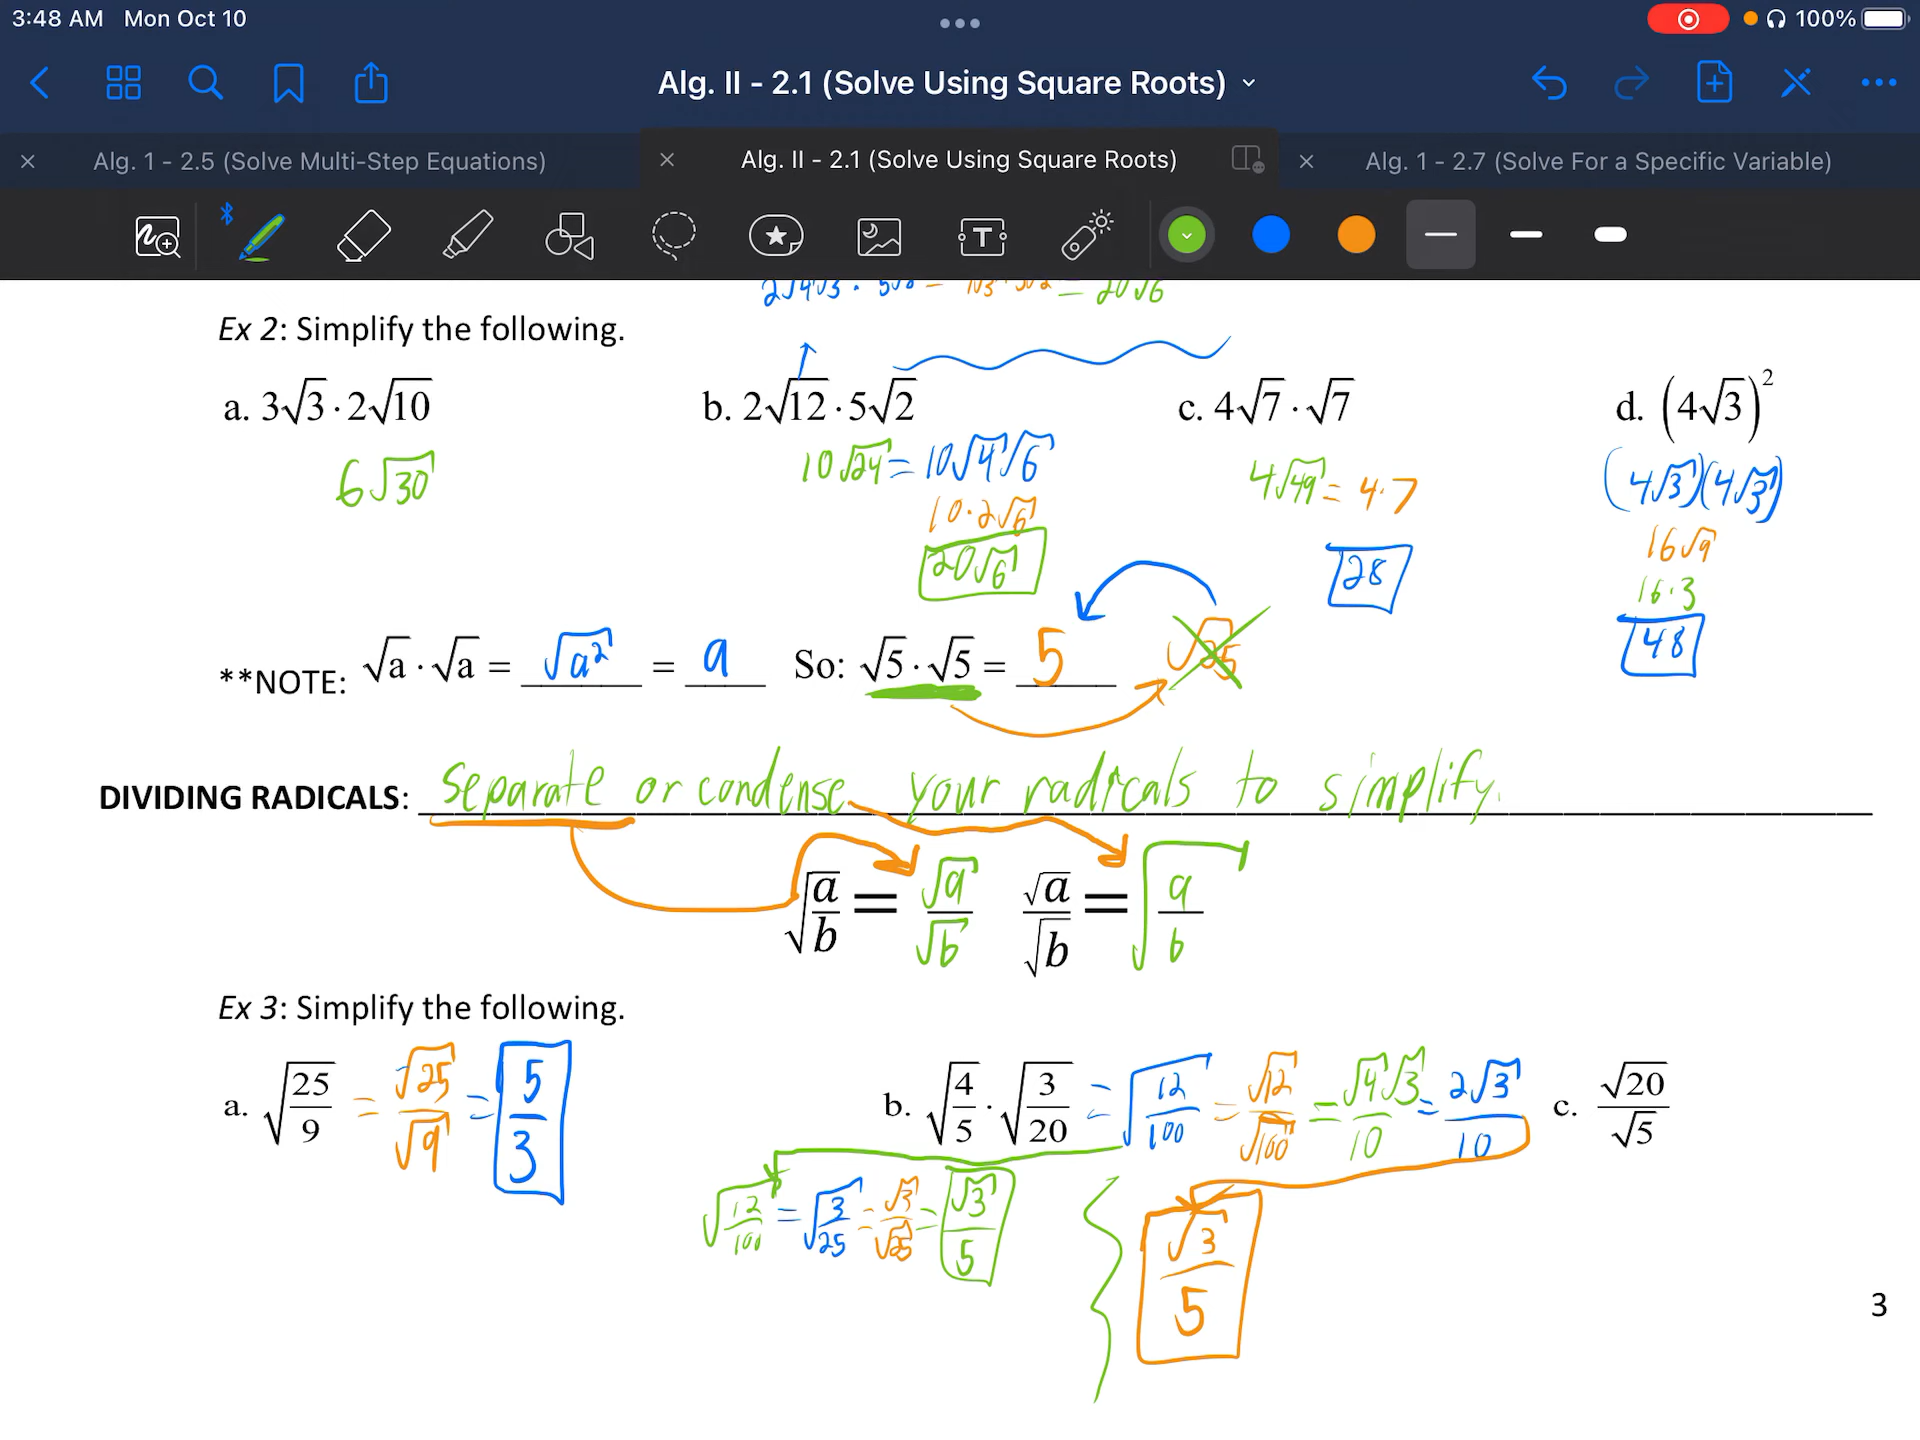 3:48 AM Mon Oct 10
100%
Alg. II - 2.1 (Solve Using Square Roots)
Alg. 1 - 2.5 (Solve Multi-Step Equations)
Alg. II - 2.1 (Solve Using Square Roots)
Alg. 1 - 2.7 (Solve For a Specific Variable)
= 20√6
Ex 2: Simplify the following.
a. 3√3 · 2√10
b. 2√12 · 5√2
c. 4√7 · √7
d. (4√3)²
6√30
10√24 = 10√4√6
10·2√6
20√6
4√49 = 4·7
28
(4√3)(4√3)
16√9
16·3
48
**NOTE: √a · √a = √a² = a So: √5 · √5 = 5 √25
DIVIDING RADICALS: Separate or condense your radicals to simplify.
√(a/b) = √a/√b √a/√b = √(a/b)
Ex 3: Simplify the following.
a. √(25/9) = √25/√9 = 5/3
b. √(4/5) · √(3/20) = √(12/100) = √12/√100 = √4√3/10 = 2√3/10
c. √20/√5
√(12/100) = √(3/25) = √3/√25 = √3/5
√3/5
3